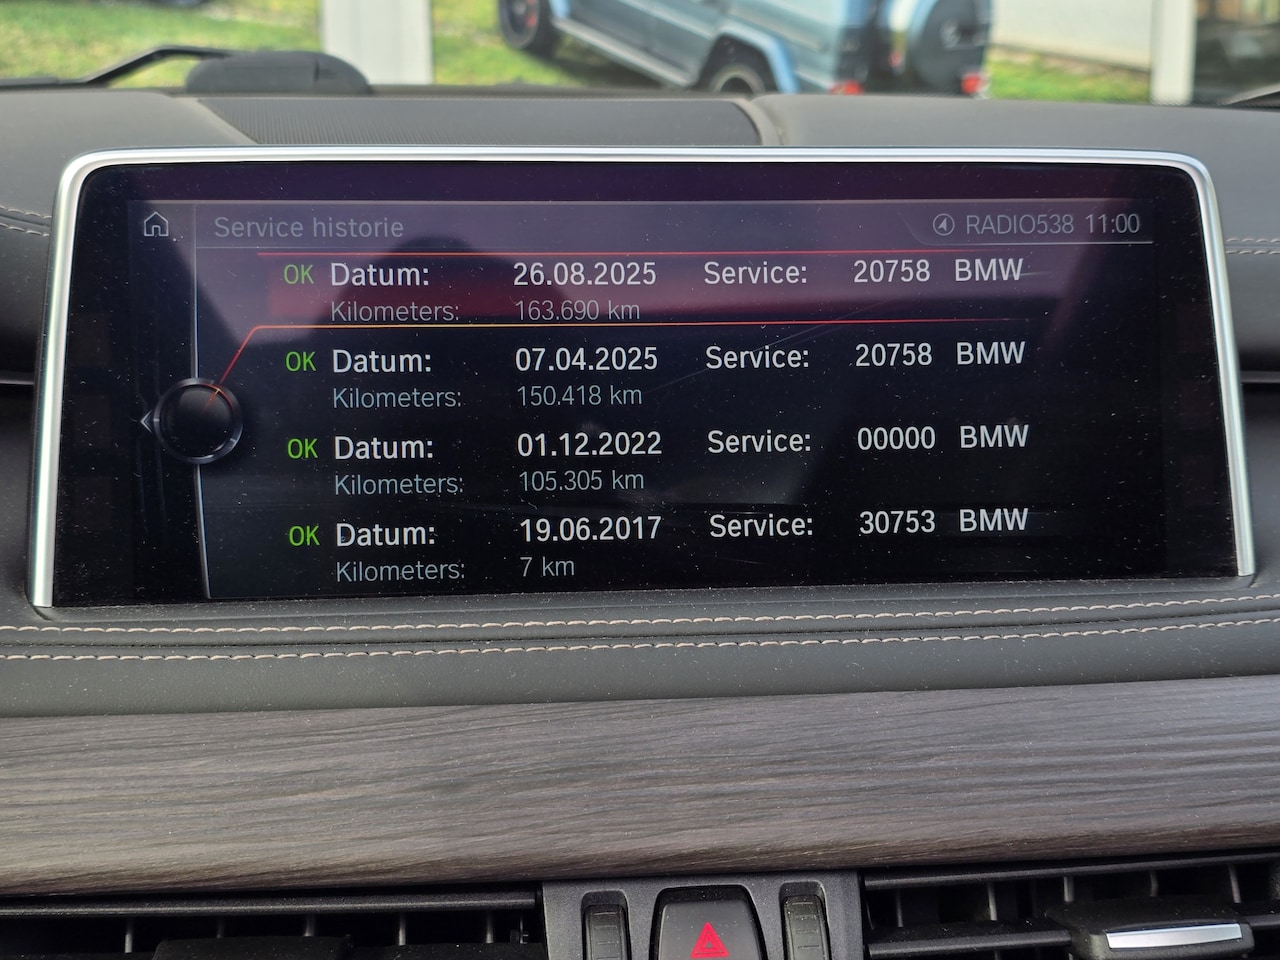 Service historie RADIO538 11:00
OK Datum: 26.08.2025 Service: 20758 BMW
Kilometers: 163.690 km
OK Datum: 07.04.2025 Service: 20758 BMW
Kilometers: 150.418 km
OK Datum: 01.12.2022 Service: 00000 BMW
Kilometers: 105.305 km
OK Datum: 19.06.2017 Service: 30753 BMW
Kilometers: 7 km